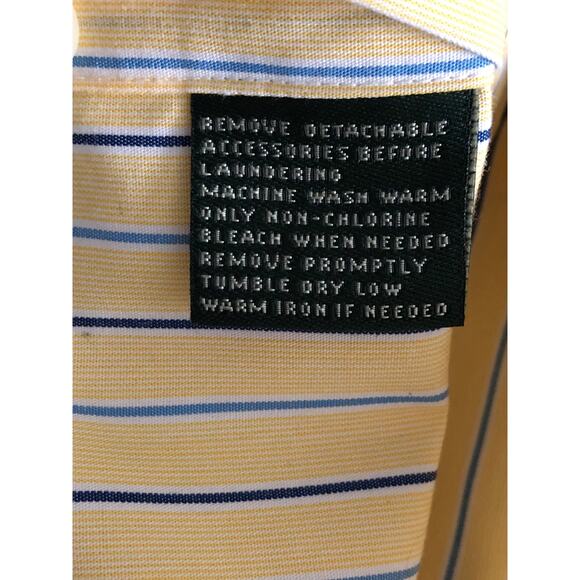 REMOVE DETACHABLE
ACCESSORIES BEFORE
LAUNDERING
MACHINE WASH WARM
ONLY NON-CHLORINE
BLEACH WHEN NEEDED
REMOVE PROMPTLY
TUMBLE DRY LOW
WARM IRON IF NEEDED